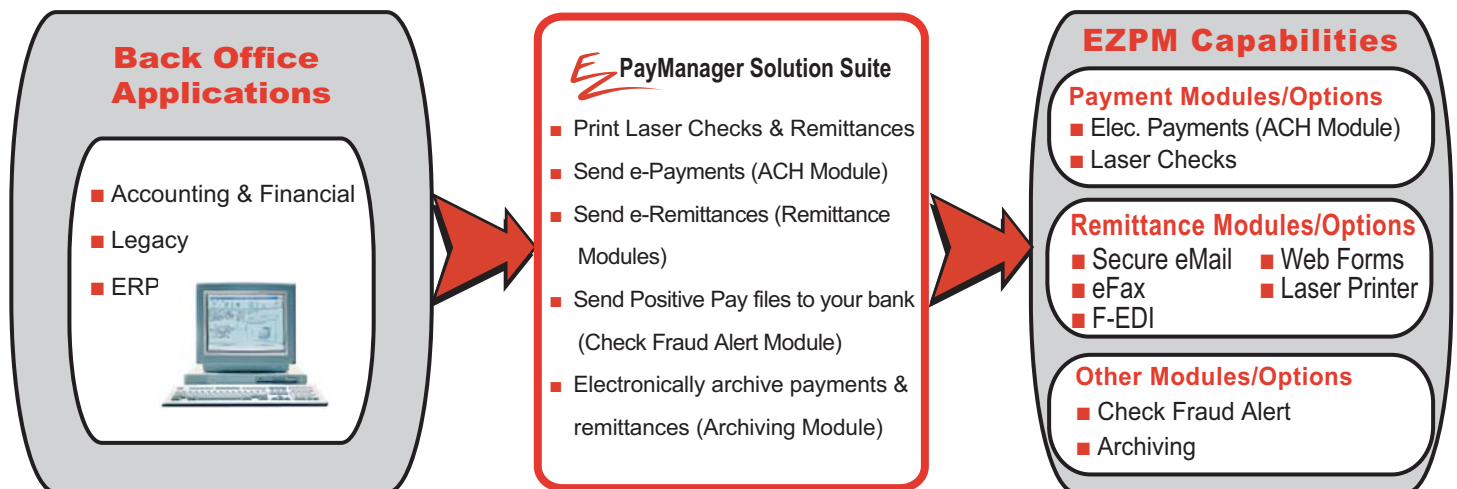 Back Office
Applications
■ Accounting & Financial
■ Legacy
■ ERP
EZ PayManager Solution Suite
■ Print Laser Checks & Remittances
■ Send e-Payments (ACH Module)
■ Send e-Remittances (Remittance
Modules)
■ Send Positive Pay files to your bank
(Check Fraud Alert Module)
■ Electronically archive payments &
remittances (Archiving Module)
EZPM Capabilities
Payment Modules/Options
■ Elec. Payments (ACH Module)
■ Laser Checks
Remittance Modules/Options
■ Secure eMail ■ Web Forms
■ eFax ■ Laser Printer
■ F-EDI
Other Modules/Options
■ Check Fraud Alert
■ Archiving